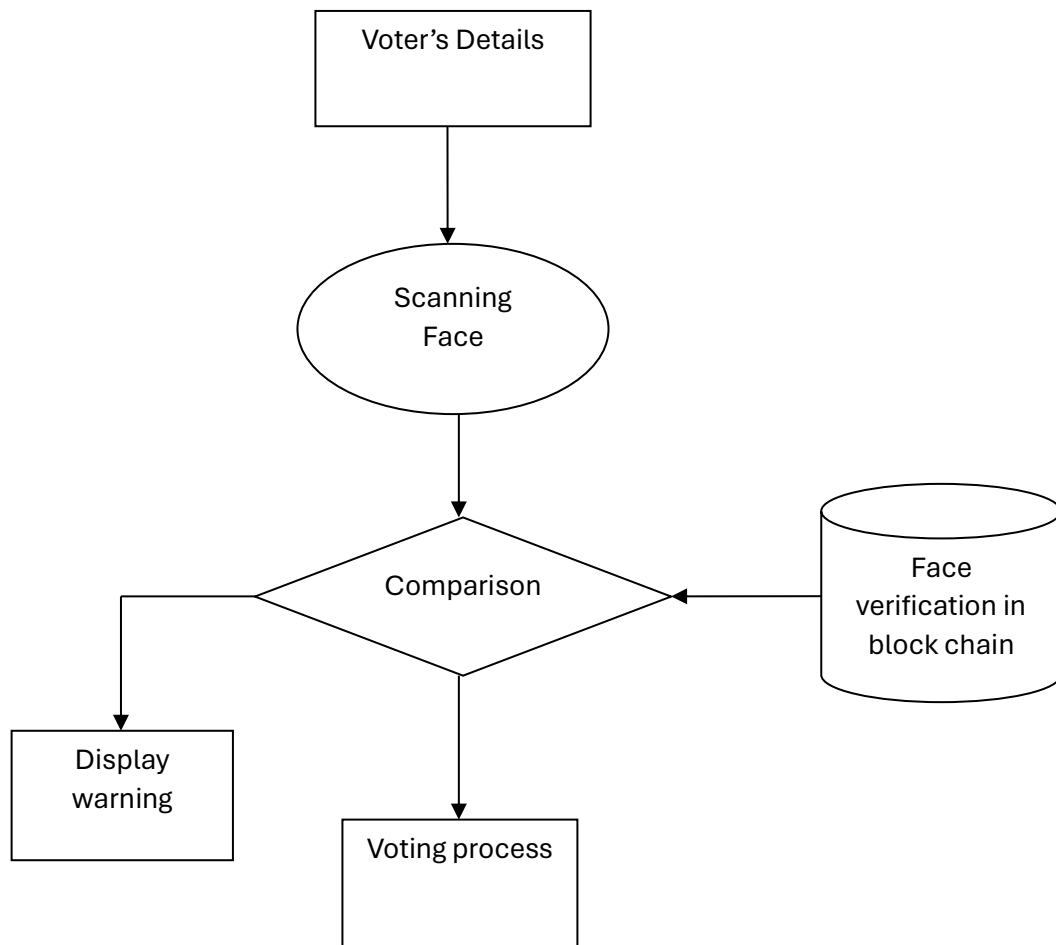 Voter’s Details
Scanning
Face
Comparison
Face
verification in
block chain
Display
warning
Voting process